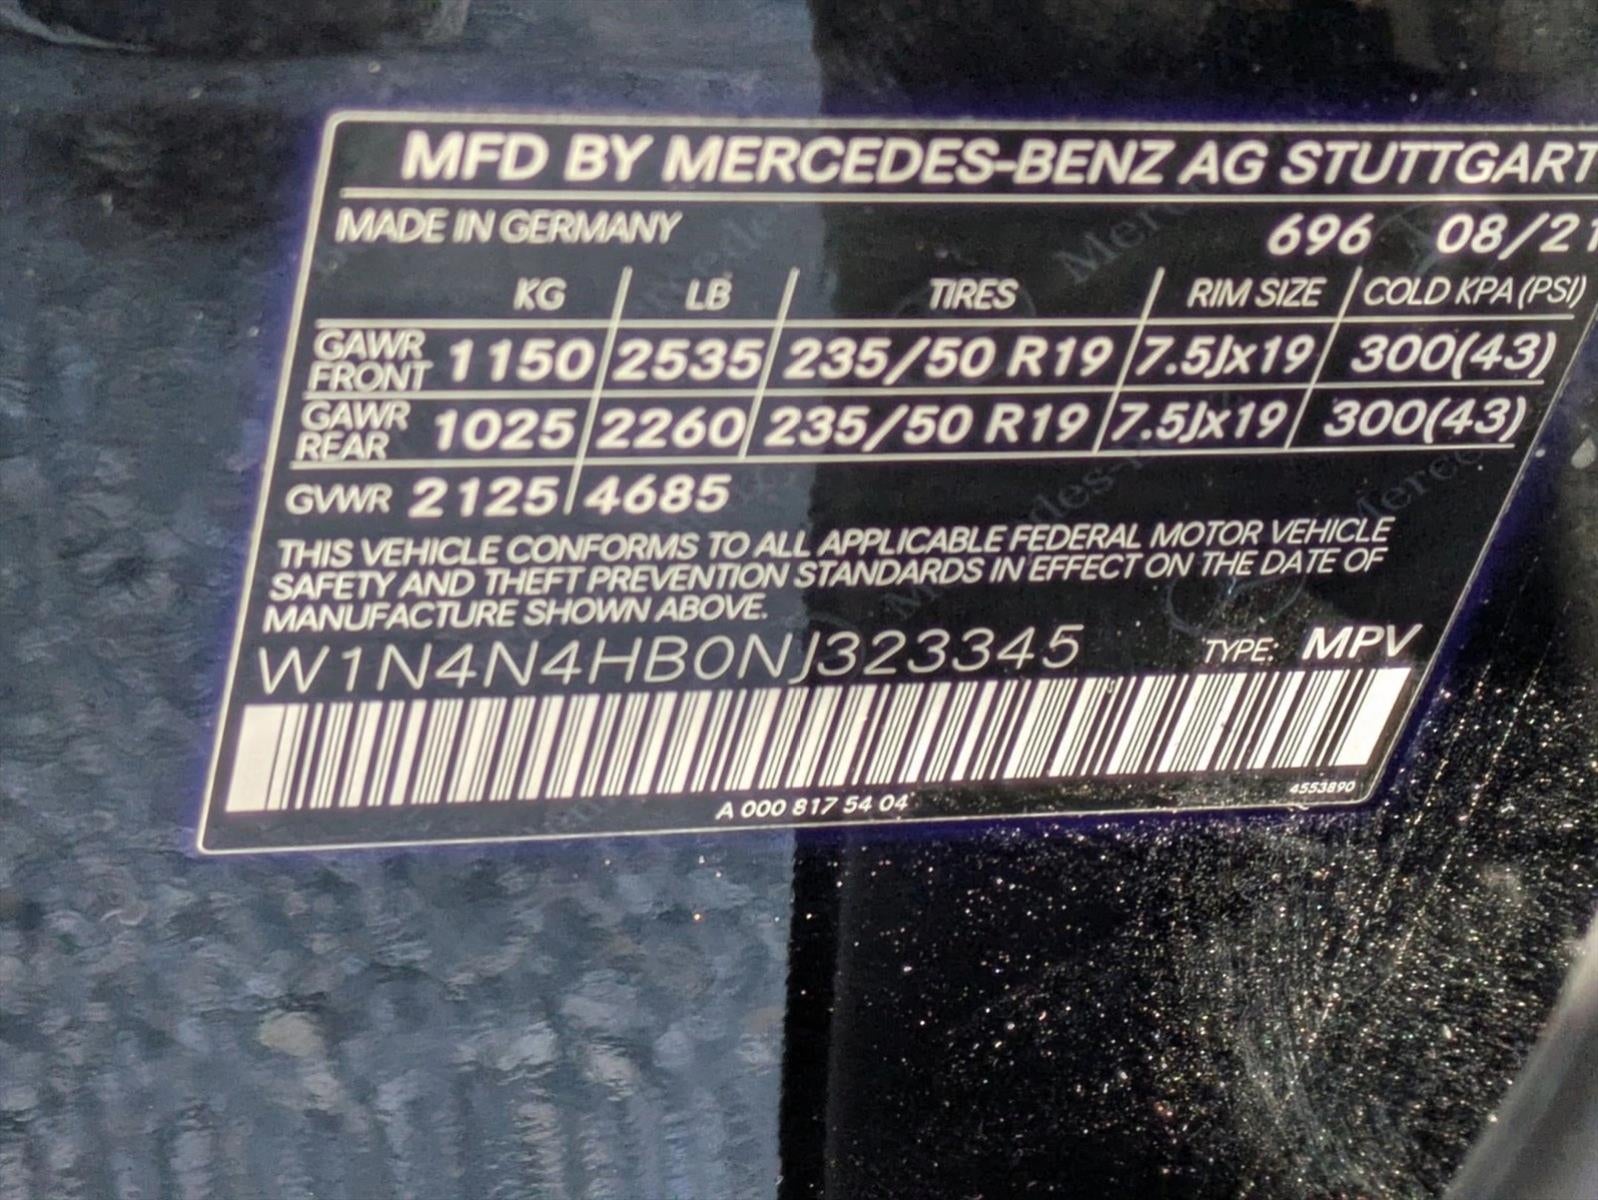 MFD BY MERCEDES-BENZ AG STUTTGART
MADE IN GERMANY 696 08/21
KG LB TIRES RIM SIZE COLD KPA (PSI)
GAWR FRONT 1150 2535 235/50 R19 7.5Jx19 300(43)
GAWR REAR 1025 2260 235/50 R19 7.5Jx19 300(43)
GVWR 2125 4685
THIS VEHICLE CONFORMS TO ALL APPLICABLE FEDERAL MOTOR VEHICLE
SAFETY AND THEFT PREVENTION STANDARDS IN EFFECT ON THE DATE OF
MANUFACTURE SHOWN ABOVE.
W1N4N4HB0NJ323345 TYPE: MPV
A 000 817 54 04 4553890